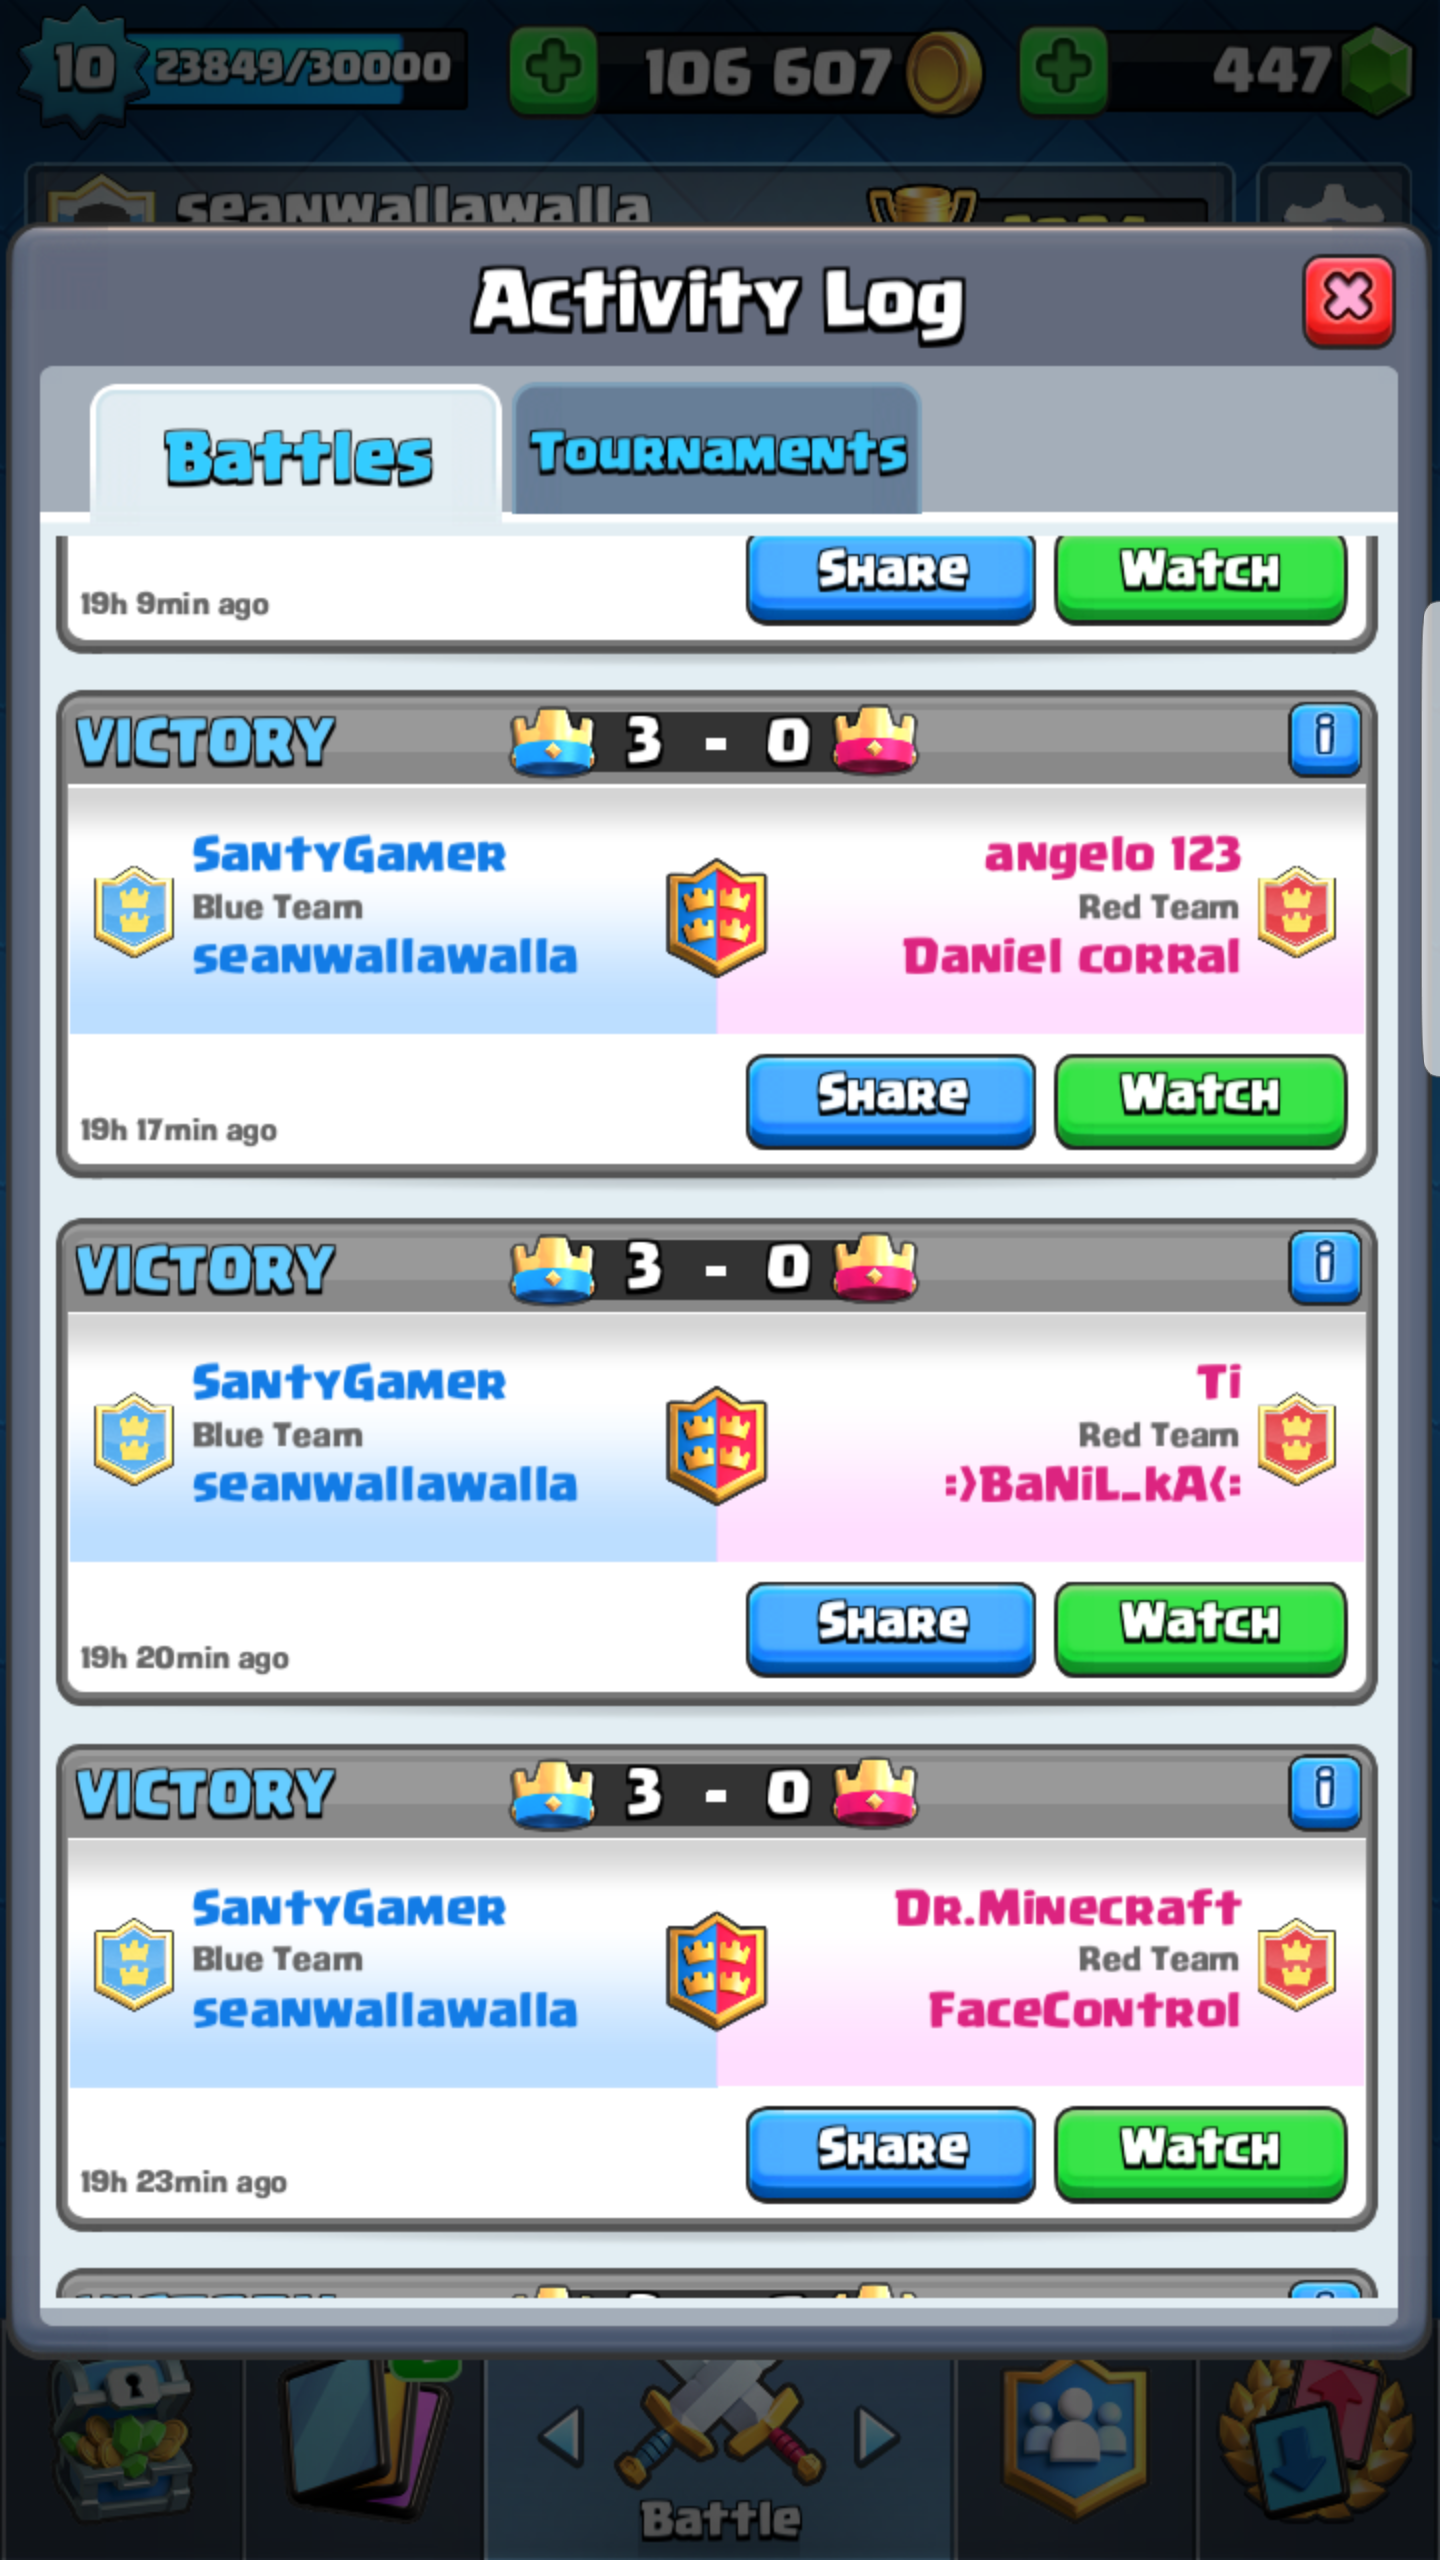 10 23849/30000 106 607 447
seanwallawalla
Activity Log
Battles Tournaments
Share Watch
19h 9min ago
VICTORY 3 - 0 i
SantyGamer angelo 123
Blue Team Red Team
seanwallawalla Daniel corral
Share Watch
19h 17min ago
VICTORY 3 - 0 i
SantyGamer Ti
Blue Team Red Team
seanwallawalla :)BaNiL_kA(:
Share Watch
19h 20min ago
VICTORY 3 - 0 i
SantyGamer Dr.Minecraft
Blue Team Red Team
seanwallawalla FaceControl
Share Watch
19h 23min ago
Battle